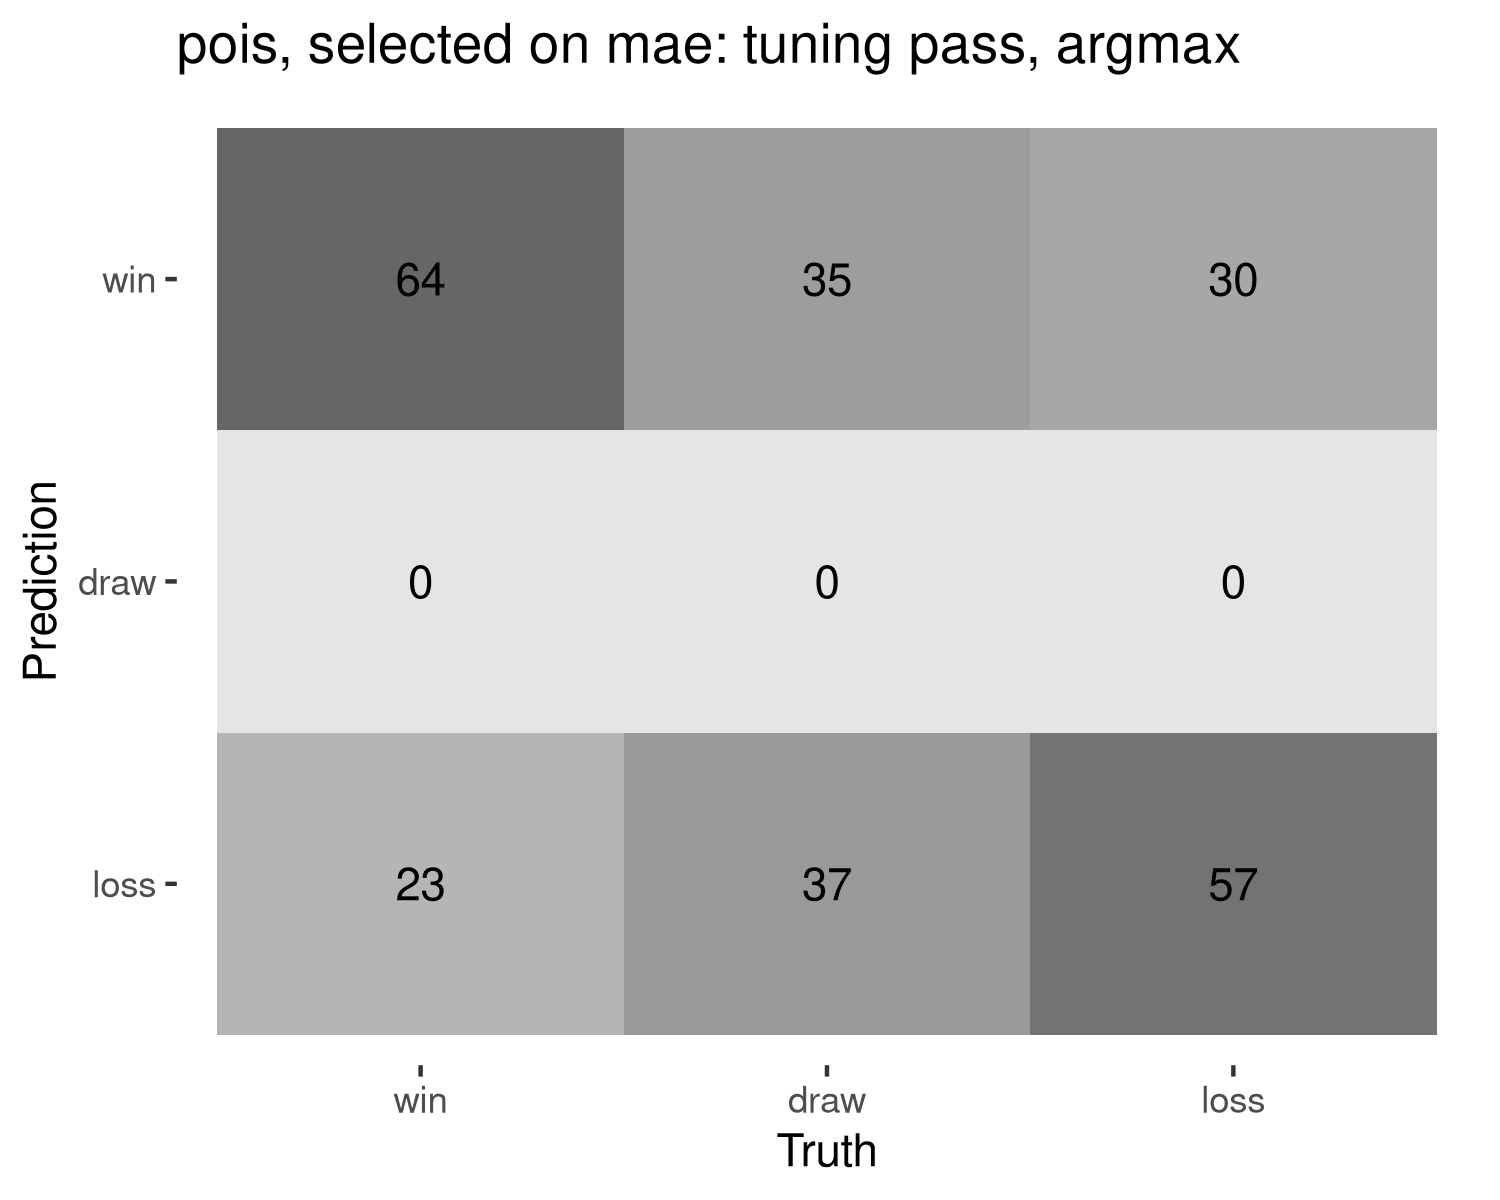 pois, selected on mae: tuning pass, argmax
win
64
35
30
Prediction
draw
0
0
0
loss
23
37
57
win
draw
loss
Truth